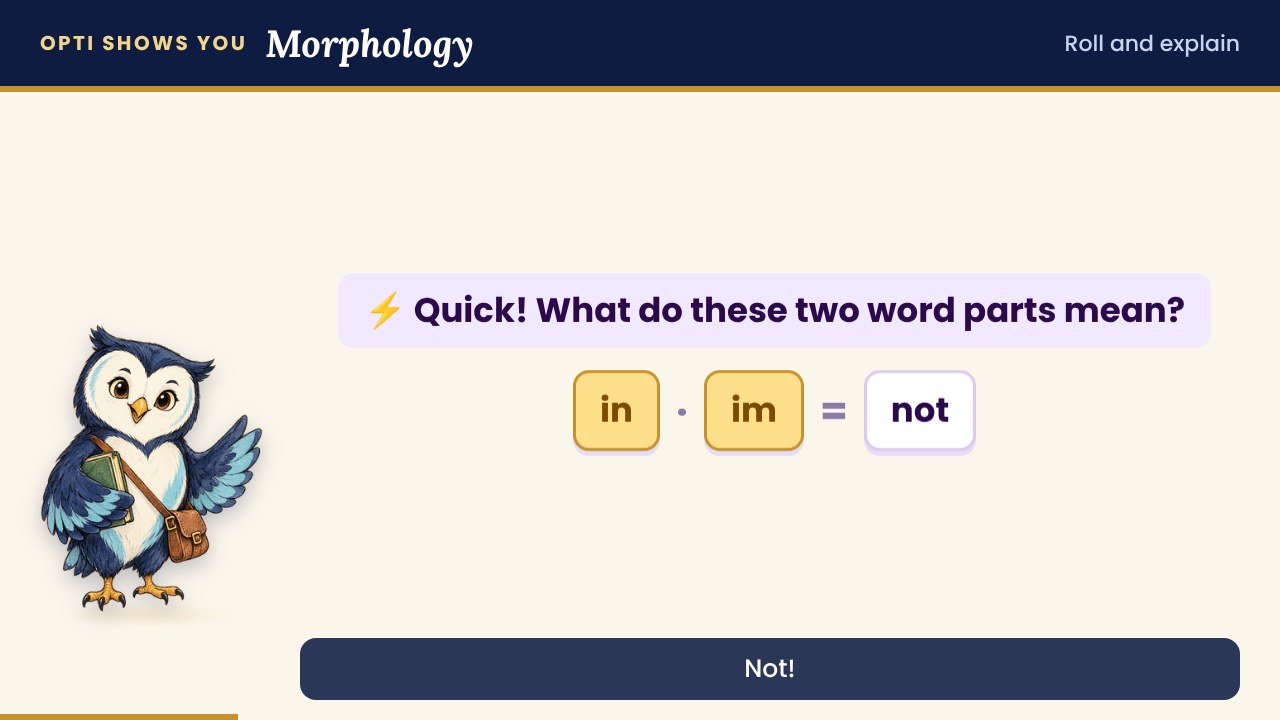 OPTI SHOWS YOU Morphology Roll and explain
⚡ Quick! What do these two word parts mean?
in · im = not
Not!